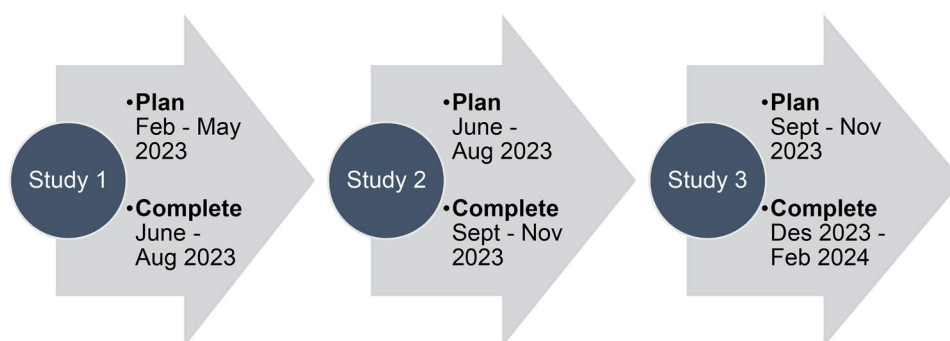 Study 1
•Plan
Feb - May
2023
•Complete
June -
Aug 2023
Study 2
•Plan
June -
Aug 2023
•Complete
Sept - Nov
2023
Study 3
•Plan
Sept - Nov
2023
•Complete
Des 2023 -
Feb 2024